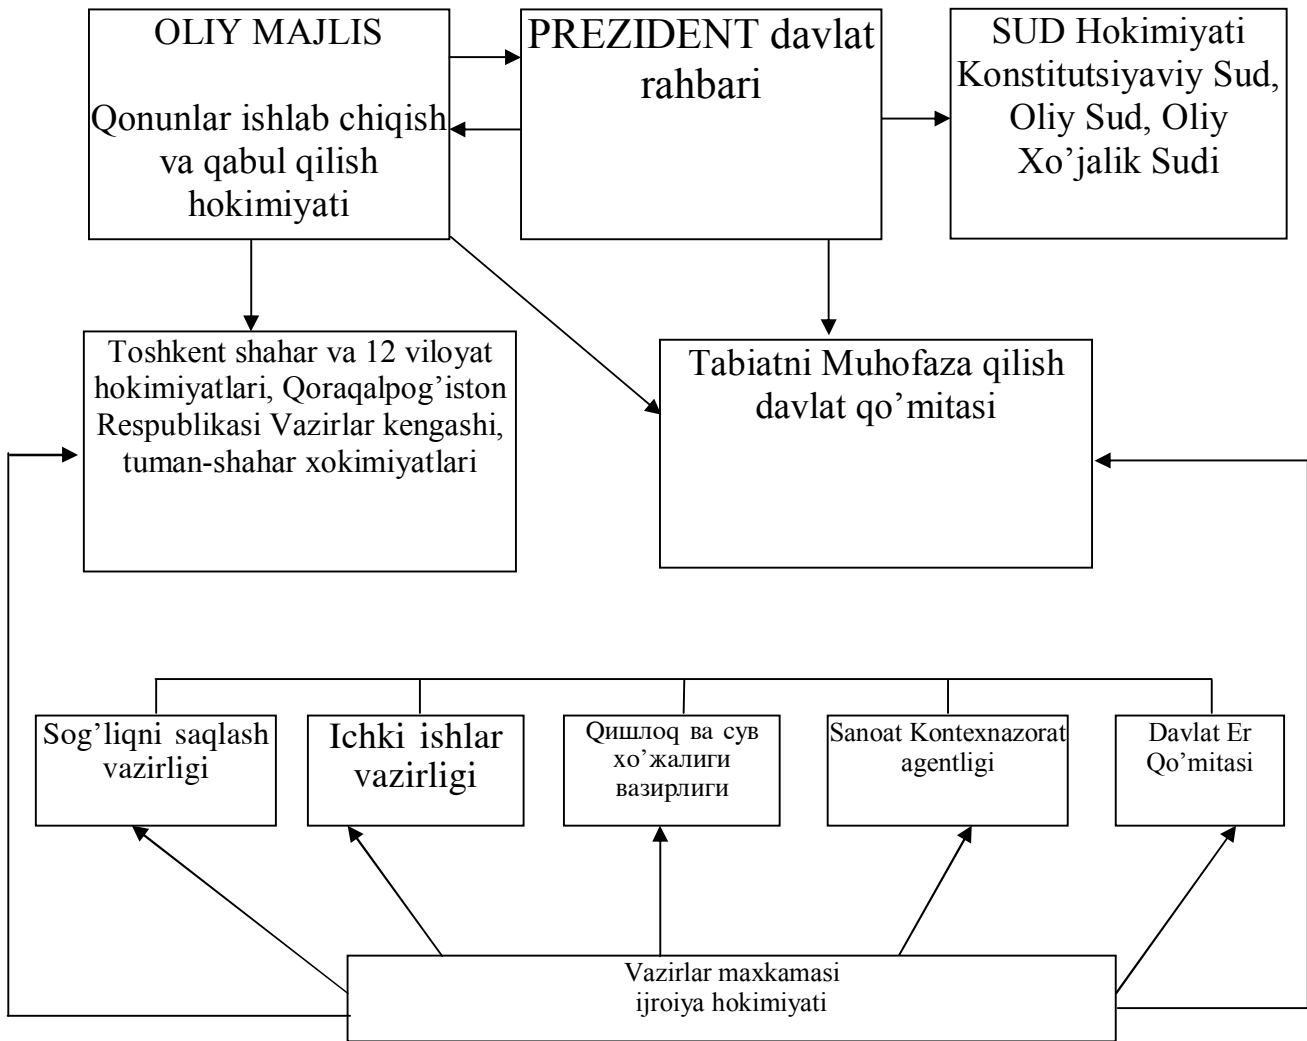 OLIY MAJLIS
Qonunlar ishlab chiqish
va qabul qilish
hokimiyati
PREZIDENT davlat
rahbari
SUD Hokimiyati
Konstitutsiyaviy Sud,
Oliy Sud, Oliy
Xo’jalik Sudi
Toshkent shahar va 12 viloyat
hokimiyatlari, Qoraqalpog’iston
Respublikasi Vazirlar kengashi,
tuman-shahar xokimiyatlari
Tabiatni Muhofaza qilish
davlat qo’mitasi
Sog’liqni saqlash
vazirligi
Ichki ishlar
vazirligi
Qишлоq ва сув
хo’жалиги
вазирлиги
Sanoat Kontexnazorat
agentligi
Davlat Er
Qo’mitasi
Vazirlar maxkamasi
ijroiya hokimiyati